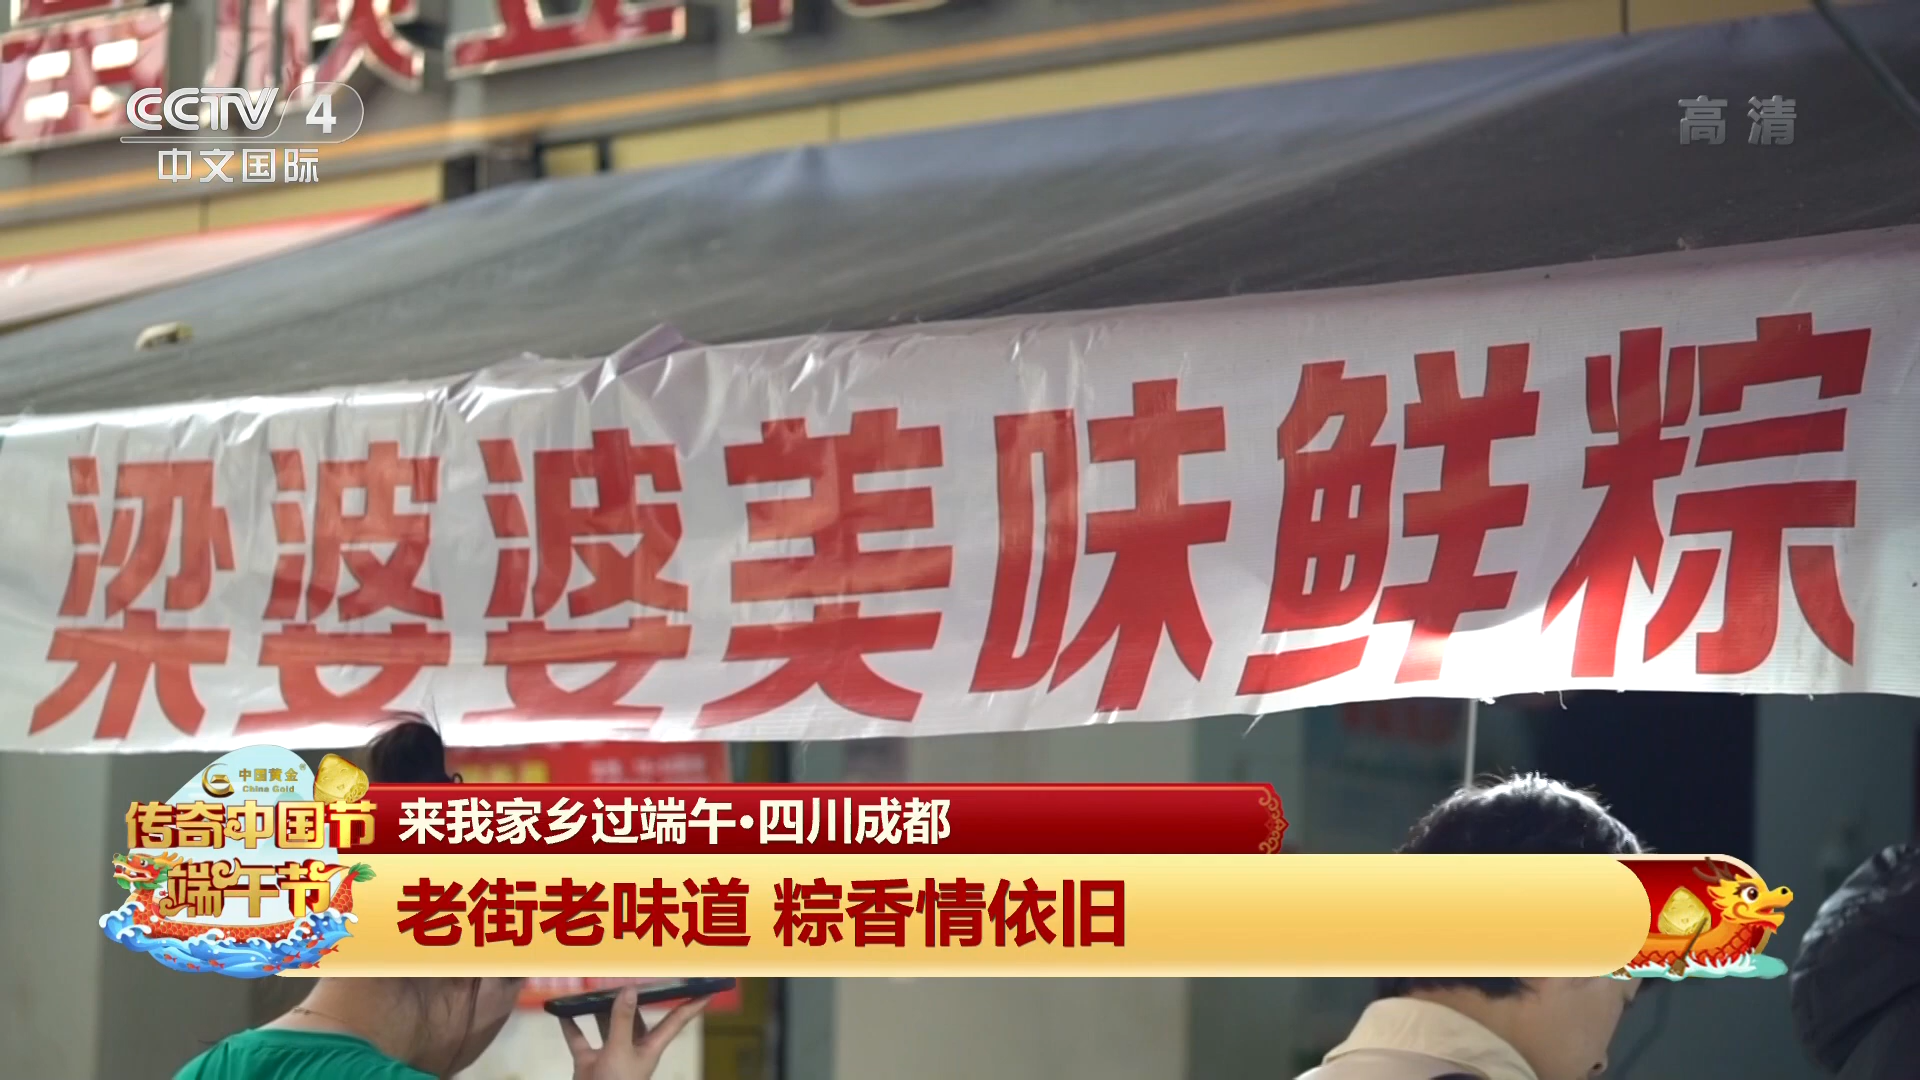 CCTV 4
中文国际
高清
梁婆婆美味鲜粽
中国黄金
China Gold
传奇中国节
端午节
来我家乡过端午·四川成都
老街老味道 粽香情依旧